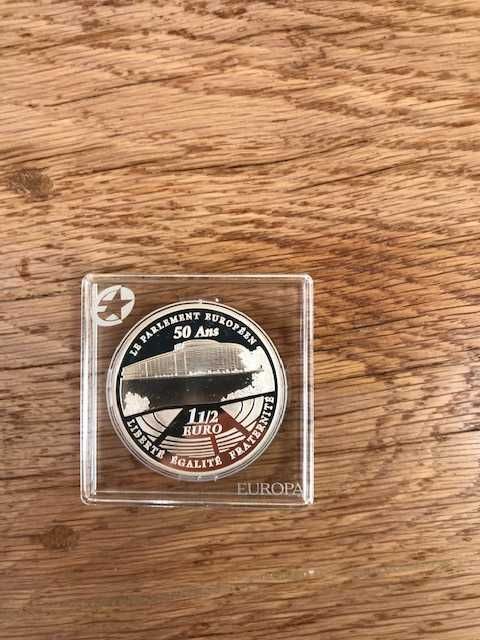 LE PARLEMENT EUROPÉEN
50 Ans
1 1/2
EURO
LIBERTÉ ÉGALITÉ FRATERNITÉ
EUROPA